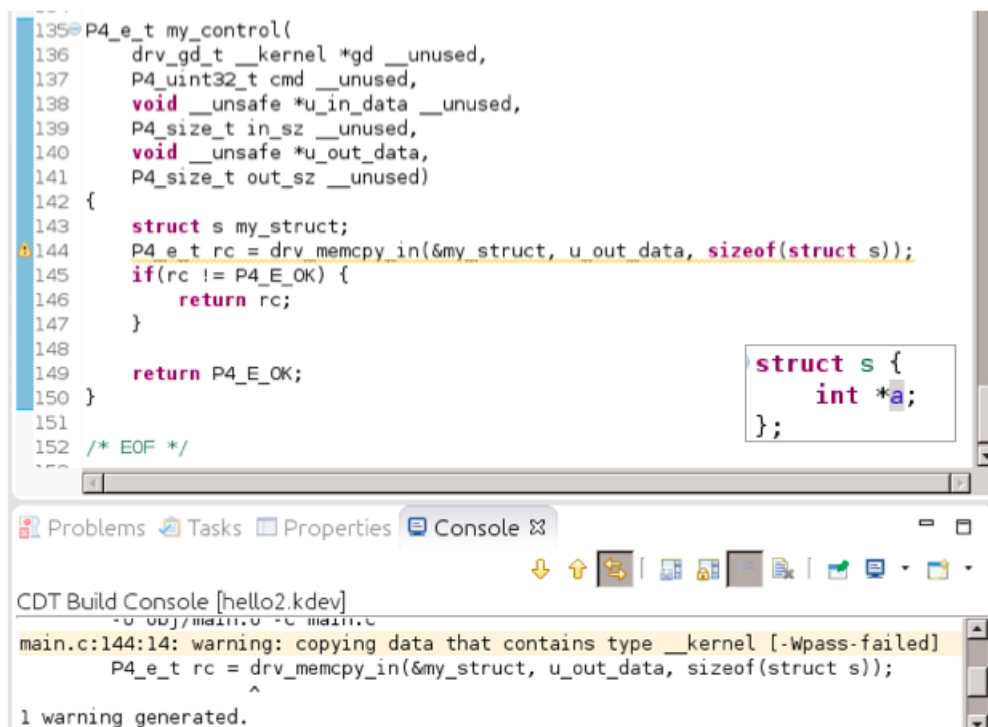 135 P4_e_t my_control(
136     drv_gd_t __kernel *gd __unused,
137     P4_uint32_t cmd __unused,
138     void __unsafe *u_in_data __unused,
139     P4_size_t in_sz __unused,
140     void __unsafe *u_out_data,
141     P4_size_t out_sz __unused)
142 {
143     struct s my_struct;
144     P4_e_t rc = drv_memcpy_in(&my_struct, u_out_data, sizeof(struct s));
145     if(rc != P4_E_OK) {
146         return rc;
147     }
148
149     return P4_E_OK;
150 }
151
152 /* EOF */
struct s {
    int *a;
};
Problems Tasks Properties Console
CDT Build Console [hello2.kdev]
-o obj/main.o -c main.c
main.c:144:14: warning: copying data that contains type __kernel [-Wpass-failed]
        P4_e_t rc = drv_memcpy_in(&my_struct, u_out_data, sizeof(struct s));
                    ^
1 warning generated.